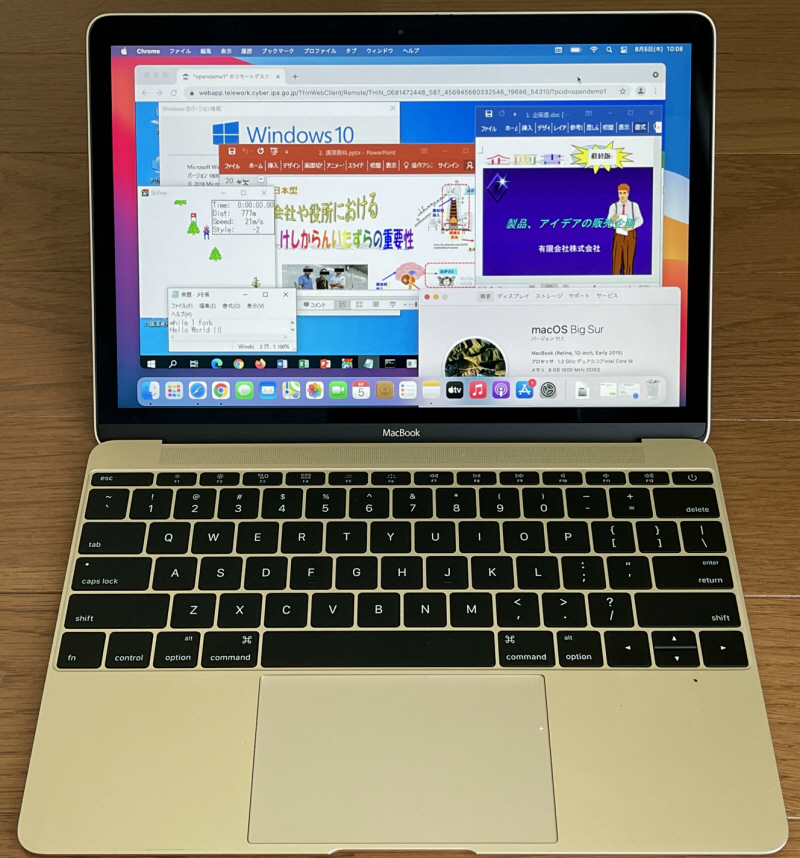 Chrome ファイル 編集 表示 履歴 ブックマーク プロファイル タブ ウィンドウ ヘルプ 8月5日(木) 10:08
"opendemo1" のリモートデスク
webapp.telework.cyber.ipa.go.jp/ThinWebClient/Remote/THIN_0681472448_587_456945660332546_19686_54310/?pcid=opendemo1
Windows のバージョン情報
Windows 10
Microsoft W
バージョン 180
© 2018 Microsof
2. 講演資料.pptx - PowerPoint
ファイル ホーム 挿入 デザイン 画面切り アニメー スライド 校閲 表示 操作アシ サインイン
20
日本型
会社や役所における
けしからんいたずらの重要性
コメント
1. 企画書.doc [-
ファイル ホーム 挿入 デザイ レイア 参考 差し込 校閲 表示 書式
企画書
最終版
製品、アイデアの販売企画
有限会社株式会社
SkiFree
Time: 0:00:00.00
Dist: 777m
Speed: 21m/s
Style: -2
無題 - メモ帳
ファイル(F) 編集(E) 書式(O) 表示(V)
ヘルプ(H)
while 1 fork
Hello World !!
Windo 2 行、1 100%
概要 ディスプレイ ストレージ サポート サービス
macOS Big Sur
バージョン 11.1
MacBook (Retina, 12-inch, Early 2015)
プロセッサ 1.3 GHz デュアルコアIntel Core M
メモリ 8 GB 1600 MHz DDR3
tv
5
MacBook
esc F1 F2 F3 F4 F5 F6 F7 F8 F9 F10 F11 F12
~ ! @ # $ % ^ & * ( ) _ +
` 1 2 3 4 5 6 7 8 9 0 - = delete
tab Q W E R T Y U I O P { [ } ] | \
caps lock A S D F G H J K L : ; " ' enter return
shift Z X C V B N M < , > . ? / shift
fn control alt option ⌘ command ⌘ command alt option ◄ ▲ ▼ ►